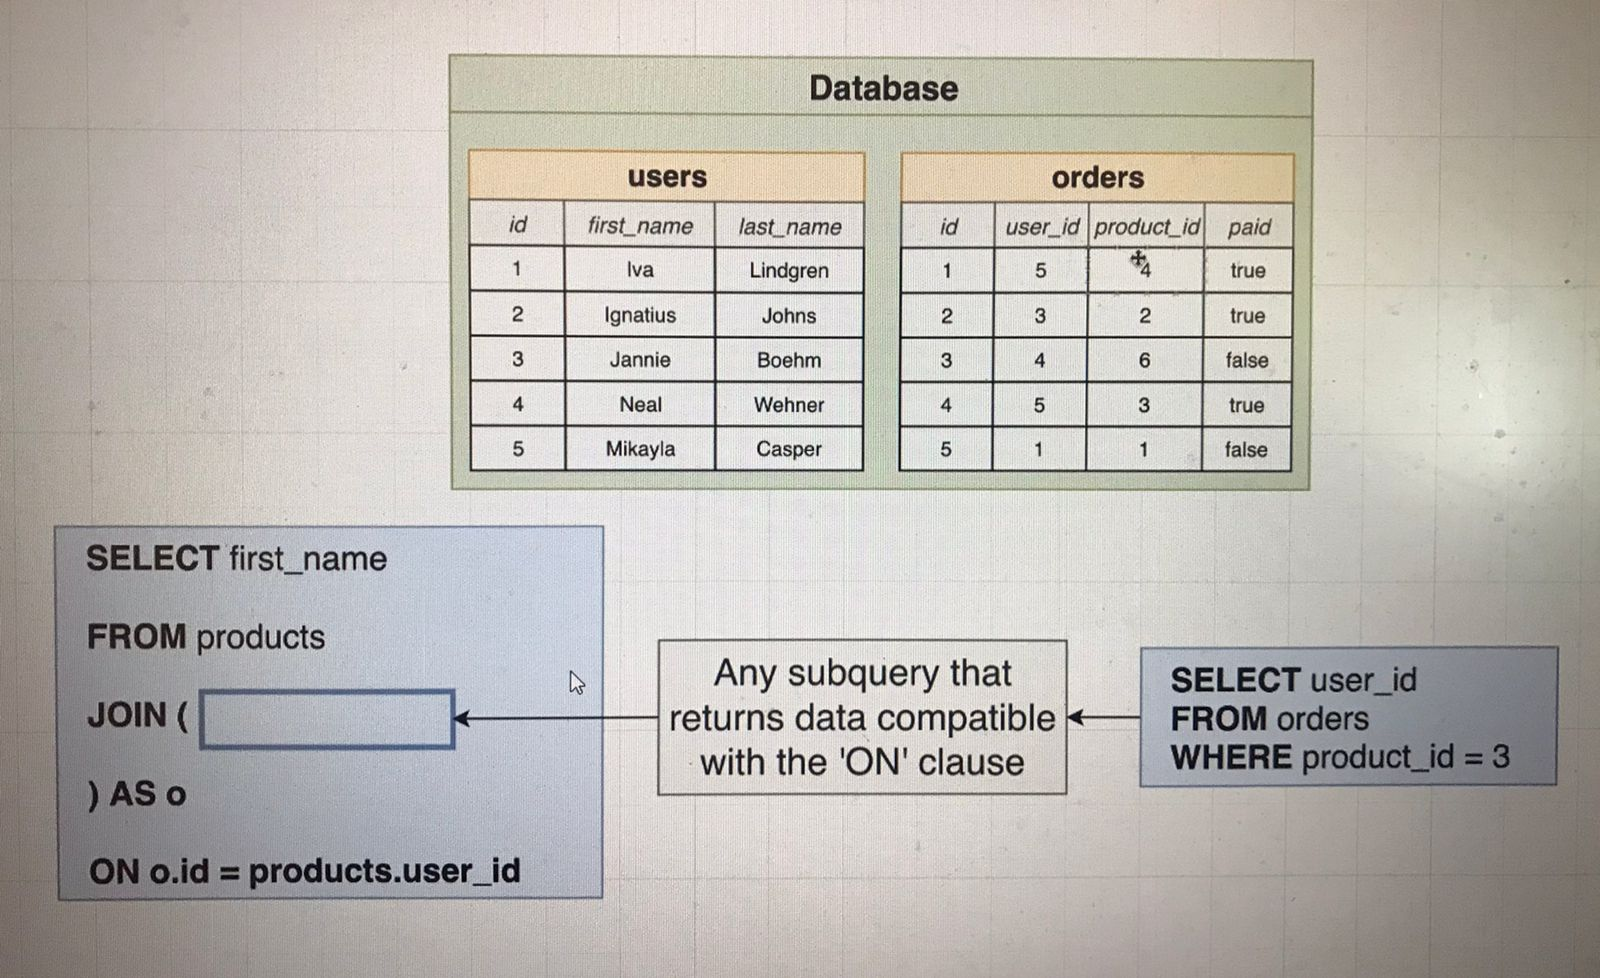 Database
users
id first_name last_name
1 Iva Lindgren
2 Ignatius Johns
3 Jannie Boehm
4 Neal Wehner
5 Mikayla Casper
orders
id user_id product_id paid
1 5 4 true
2 3 2 true
3 4 6 false
4 5 3 true
5 1 1 false
SELECT first_name
FROM products
JOIN (
) AS o
ON o.id = products.user_id
Any subquery that
returns data compatible
with the 'ON' clause
SELECT user_id
FROM orders
WHERE product_id = 3